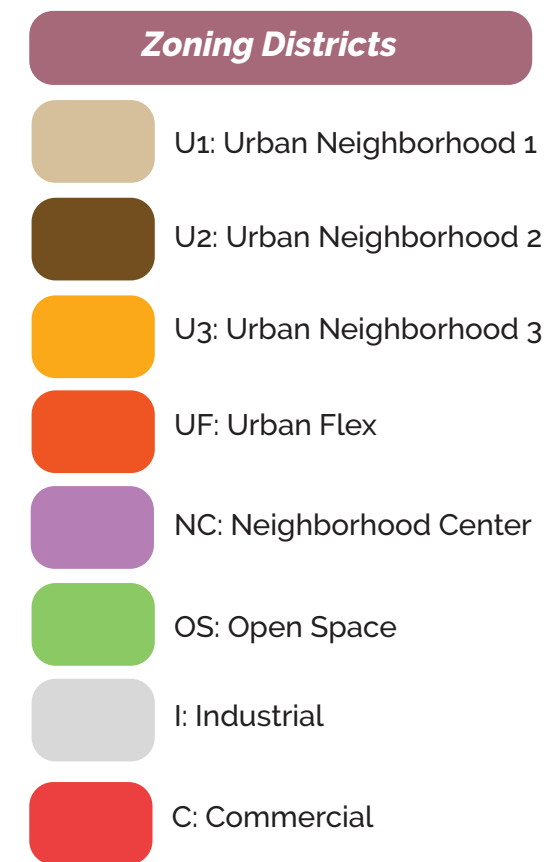 Zoning Districts
U1: Urban Neighborhood 1
U2: Urban Neighborhood 2
U3: Urban Neighborhood 3
UF: Urban Flex
NC: Neighborhood Center
OS: Open Space
I: Industrial
C: Commercial